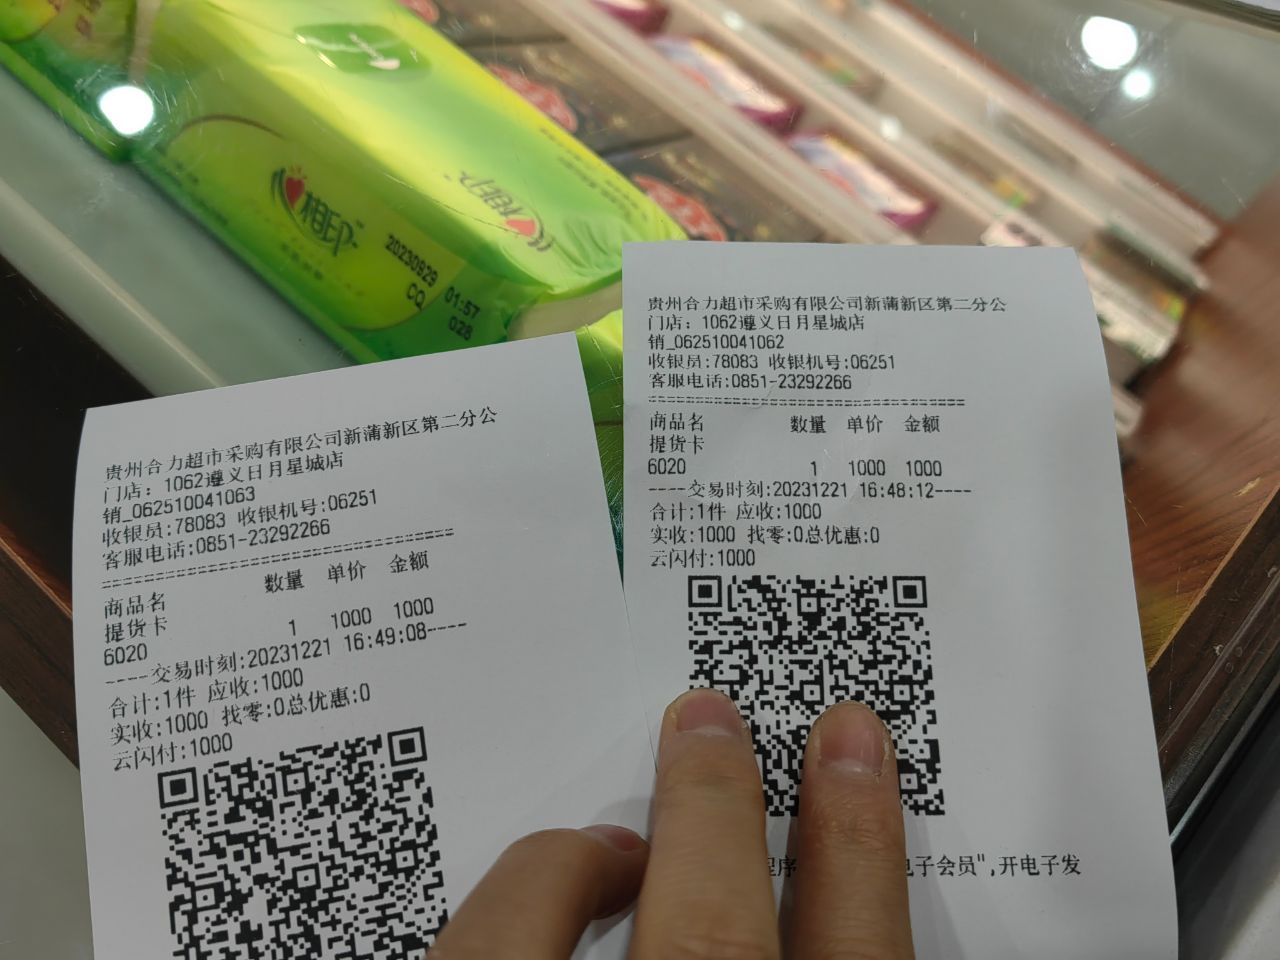 心相印
心相印
20230829 01:57
CQ 028
贵州合力超市采购有限公司新蒲新区第二分公
门店：1062遵义日月星城店
销_062510041063
收银员:78083 收银机号:06251
客服电话:0851-23292266
商品名 数量 单价 金额
提货卡
6020 1 1000 1000
----交易时刻:20231221 16:49:08----
合计:1件 应收:1000
实收:1000 找零:0总优惠:0
云闪付:1000
贵州合力超市采购有限公司新蒲新区第二分公
门店：1062遵义日月星城店
销_062510041062
收银员:78083 收银机号:06251
客服电话:0851-23292266
商品名 数量 单价 金额
提货卡
6020 1 1000 1000
----交易时刻:20231221 16:48:12----
合计:1件 应收:1000
实收:1000 找零:0总优惠:0
云闪付:1000
程序 电子会员",开电子发